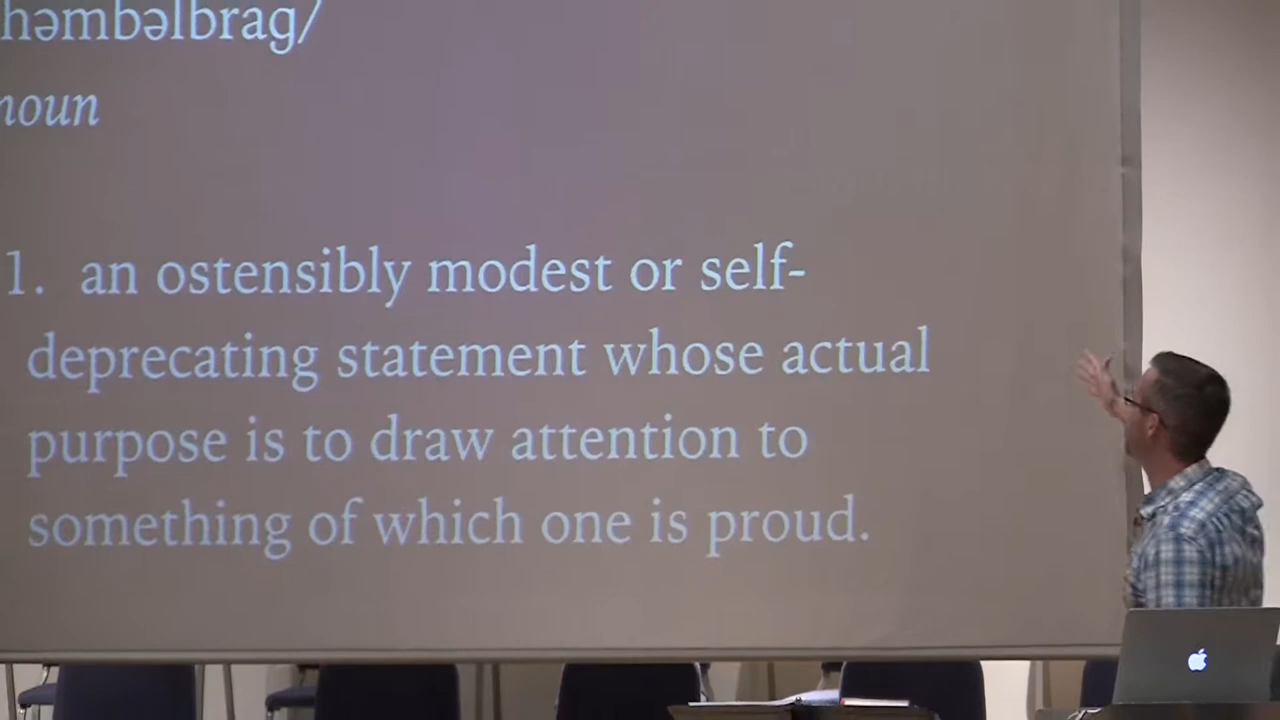 həmbəlbraɡ/
noun
1. an ostensibly modest or self-
deprecating statement whose actual
purpose is to draw attention to
something of which one is proud.